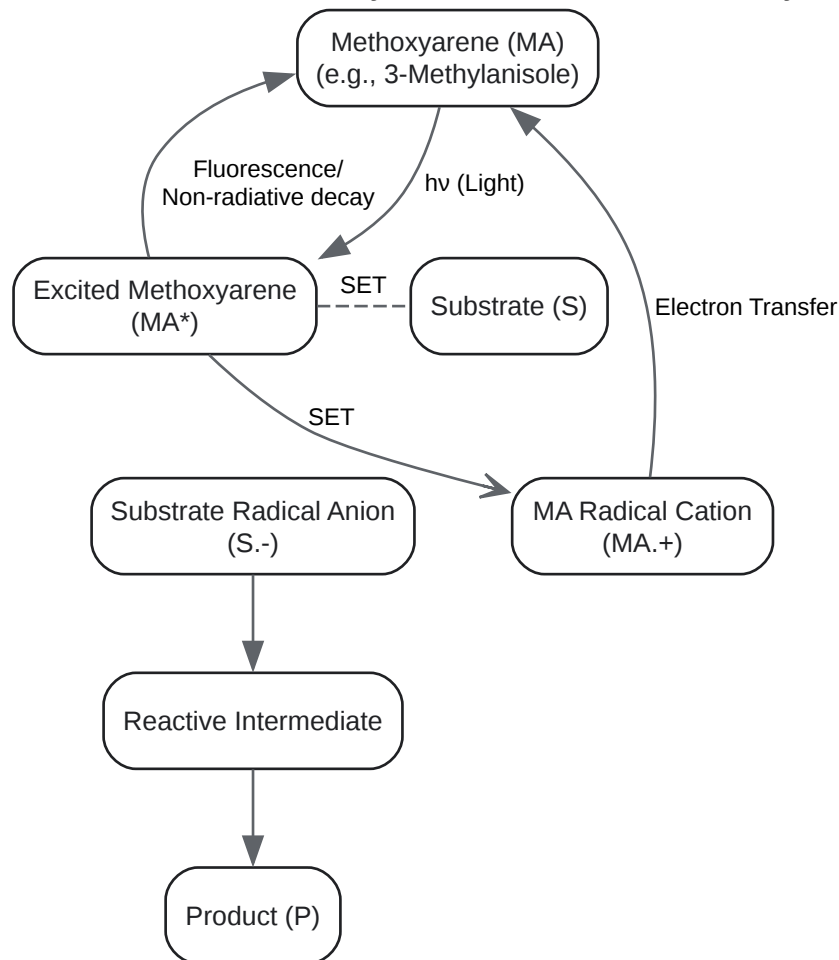 Methoxyarene (MA)
(e.g., 3-Methylanisole)
Fluorescence/
Non-radiative decay
hν (Light)
Excited Methoxyarene
(MA*)
SET
Substrate (S)
Electron Transfer
SET
Substrate Radical Anion
(S.-)
MA Radical Cation
(MA.+)
Reactive Intermediate
Product (P)